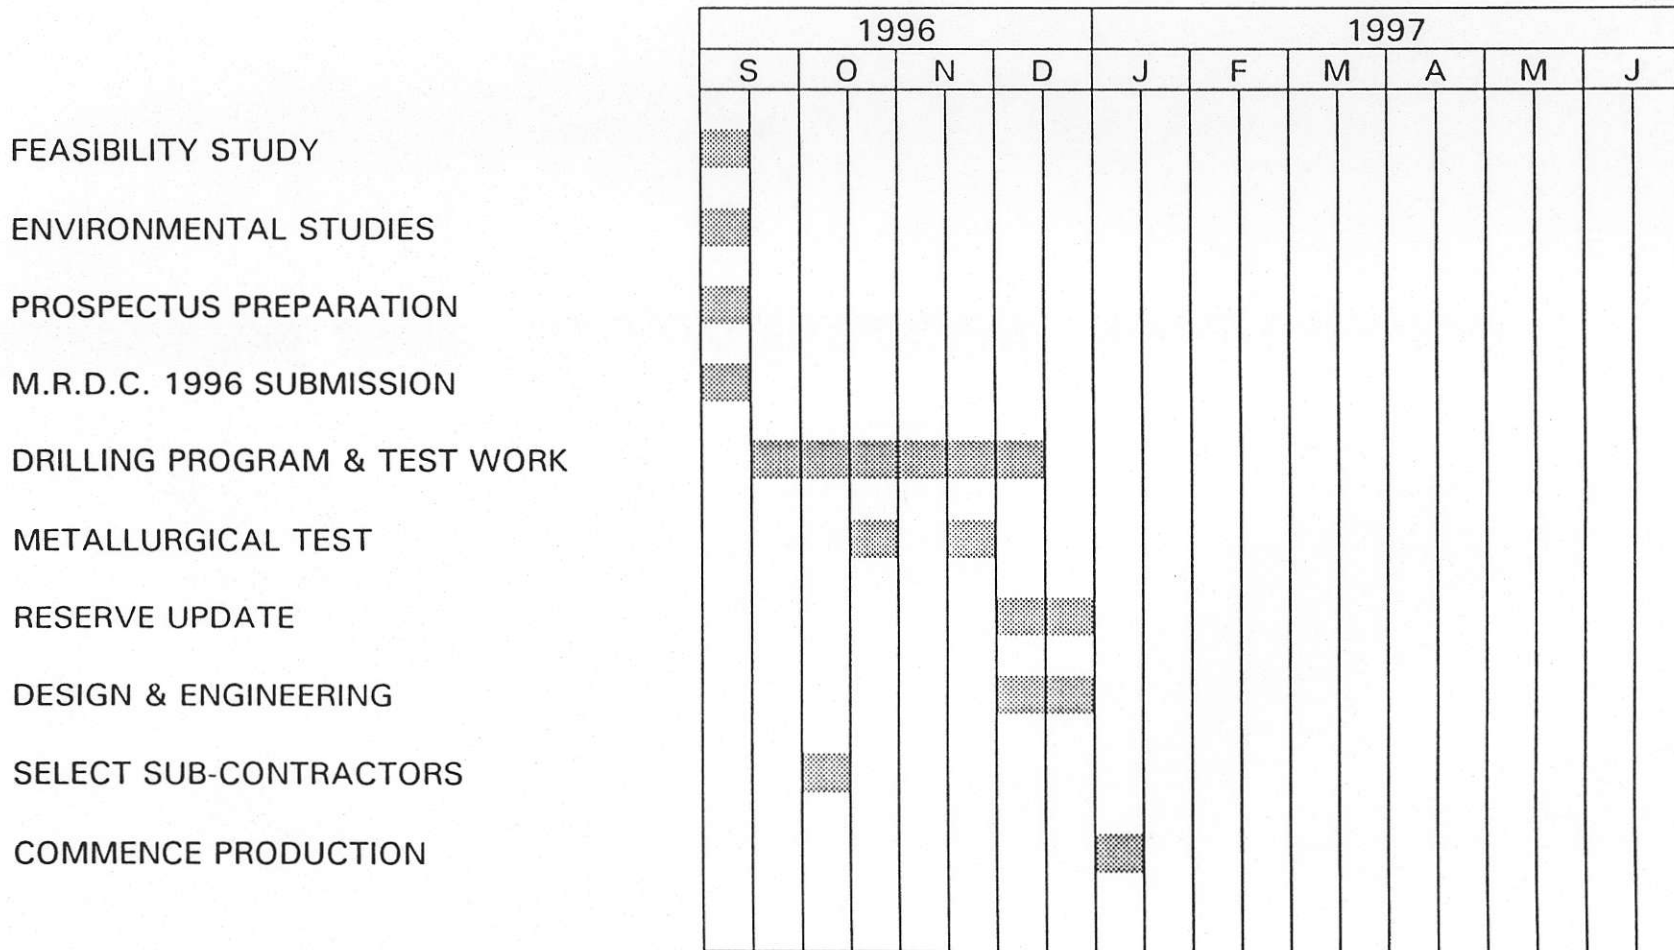 1996 1997
S O N D J F M A M J
FEASIBILITY STUDY
ENVIRONMENTAL STUDIES
PROSPECTUS PREPARATION
M.R.D.C. 1996 SUBMISSION
DRILLING PROGRAM & TEST WORK
METALLURGICAL TEST
RESERVE UPDATE
DESIGN & ENGINEERING
SELECT SUB-CONTRACTORS
COMMENCE PRODUCTION